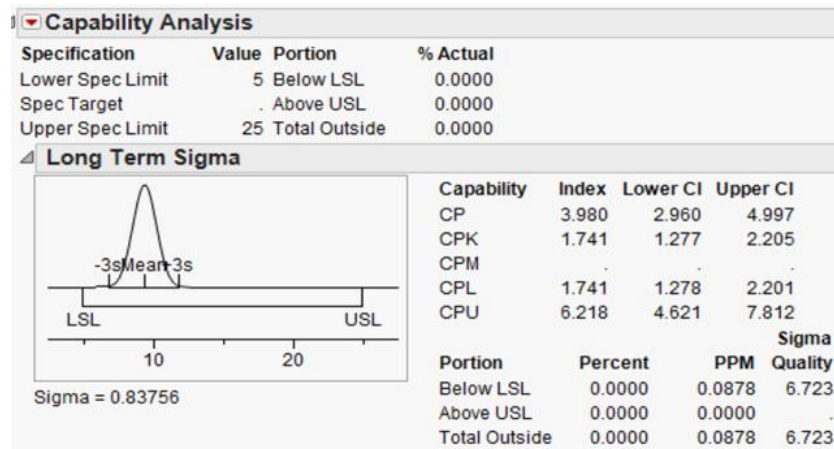 Capability Analysis
Specification Value Portion % Actual
Lower Spec Limit 5 Below LSL 0.0000
Spec Target . Above USL 0.0000
Upper Spec Limit 25 Total Outside 0.0000
Long Term Sigma
-3sMean+3s
LSL USL
10 20
Sigma = 0.83756
Capability Index Lower CI Upper CI
CP 3.980 2.960 4.997
CPK 1.741 1.277 2.205
CPM . . .
CPL 1.741 1.278 2.201
CPU 6.218 4.621 7.812
Sigma
Portion Percent PPM Quality
Below LSL 0.0000 0.0878 6.723
Above USL 0.0000 0.0000 .
Total Outside 0.0000 0.0878 6.723